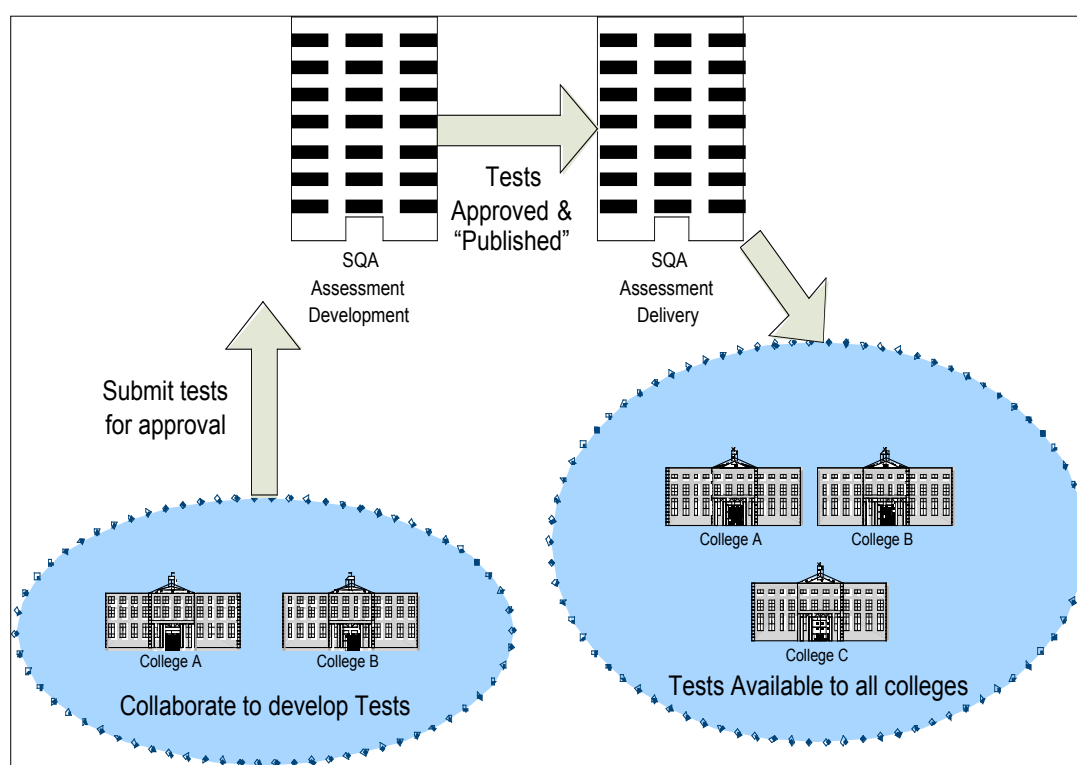 Tests
Approved &
“Published”
SQA
Assessment
Development
SQA
Assessment
Delivery
Submit tests
for approval
College A
College B
Collaborate to develop Tests
College A
College B
College C
Tests Available to all colleges